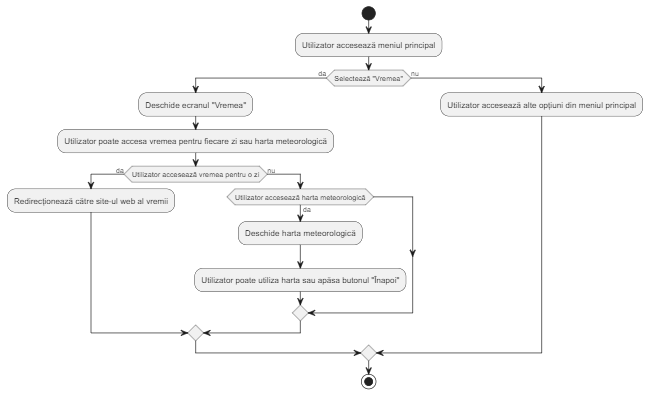 Utilizator accesează meniul principal
da
Selectează "Vremea"
nu
Deschide ecranul "Vremea"
Utilizator accesează alte opțiuni din meniul principal
Utilizator poate accesa vremea pentru fiecare zi sau harta meteorologică
da
Utilizator accesează vremea pentru o zi
nu
Redirecționează către site-ul web al vremii
Utilizator accesează harta meteorologică
da
Deschide harta meteorologică
Utilizator poate utiliza harta sau apăsa butonul "Înapoi"